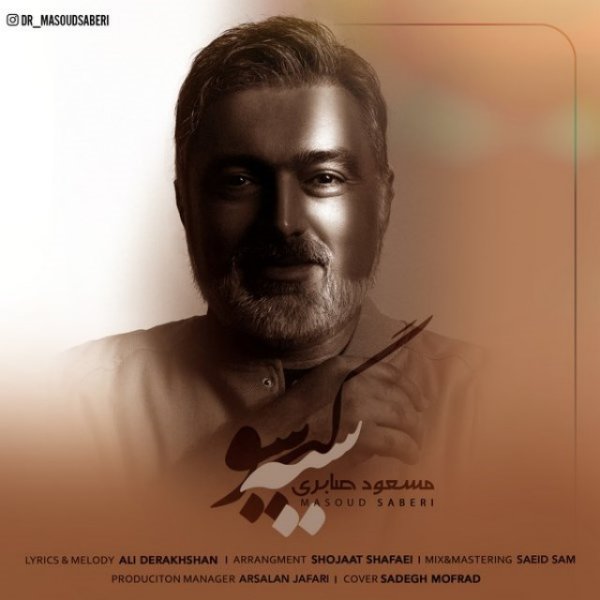 DR_MASOUDSABERI
سیه گیسو
مسعود صابری
MASOUD SABERI
LYRICS & MELODY ALI DERAKHSHAN | ARRANGMENT SHOJAAT SHAFAEI | MIX&MASTERING SAEID SAM
PRODUCITON MANAGER ARSALAN JAFARI | COVER SADEGH MOFRAD